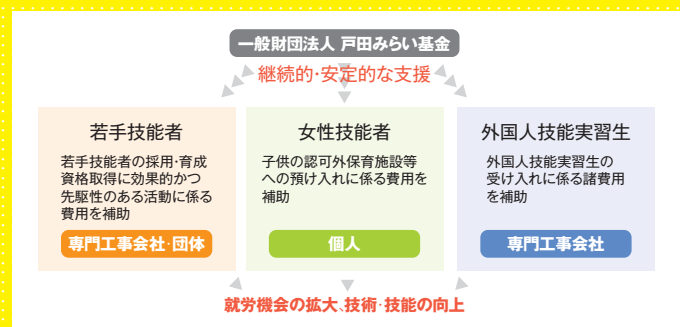 一般財団法人 戸田みらい基金
継続的・安定的な支援
若手技能者
若手技能者の採用・育成
資格取得に効果的かつ
先駆性のある活動に係る
費用を補助
専門工事会社・団体
女性技能者
子供の認可外保育施設等
への預け入れに係る費用を
補助
個人
外国人技能実習生
外国人技能実習生の
受け入れに係る諸費用
を補助
専門工事会社
就労機会の拡大、技術・技能の向上